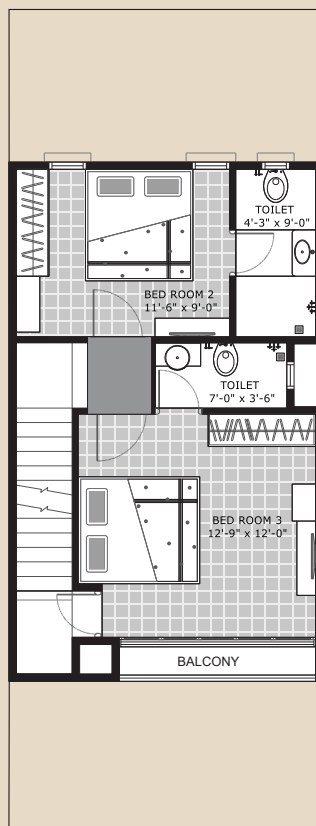 TOILET
4'-3" x 9'-0"
BED ROOM 2
11'-6" x 9'-0"
TOILET
7'-0" x 3'-6"
BED ROOM 3
12'-9" x 12'-0"
BALCONY